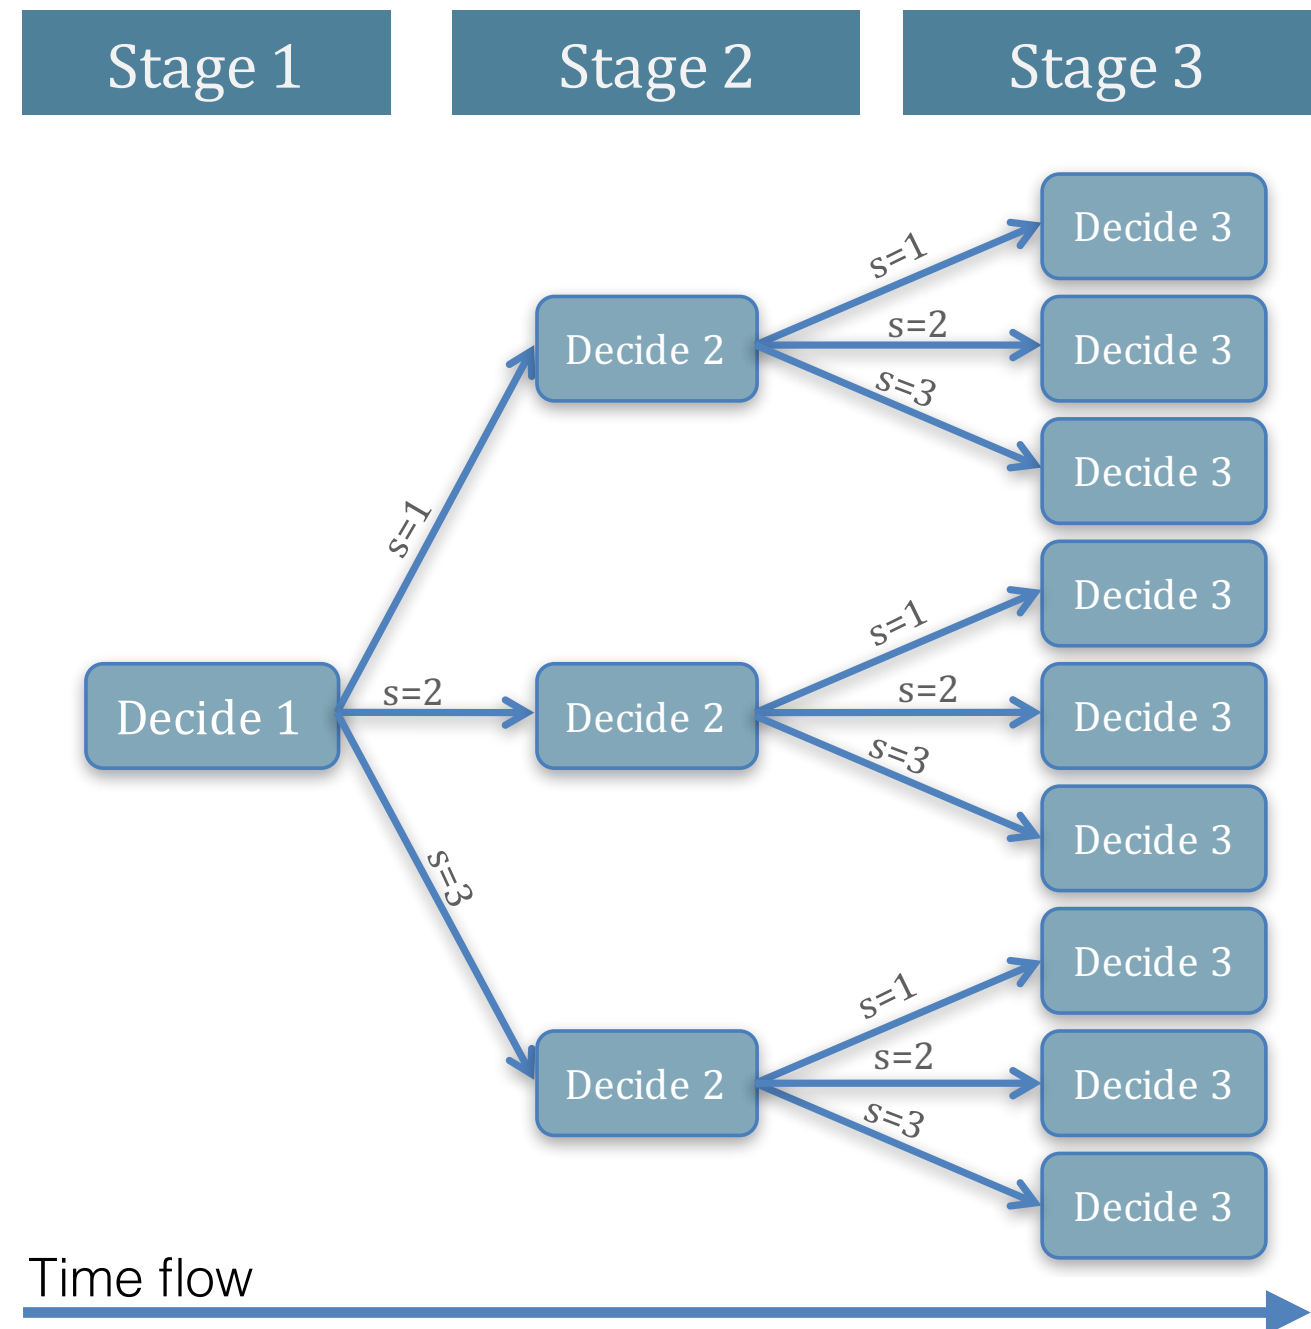 Stage 1
Stage 2
Stage 3
Decide 1
s=1
s=2
s=3
Decide 2
s=1
s=2
s=3
Decide 2
s=1
s=2
s=3
Decide 2
s=1
s=2
s=3
Decide 3
Decide 3
Decide 3
Decide 3
Decide 3
Decide 3
Decide 3
Decide 3
Decide 3
Time flow